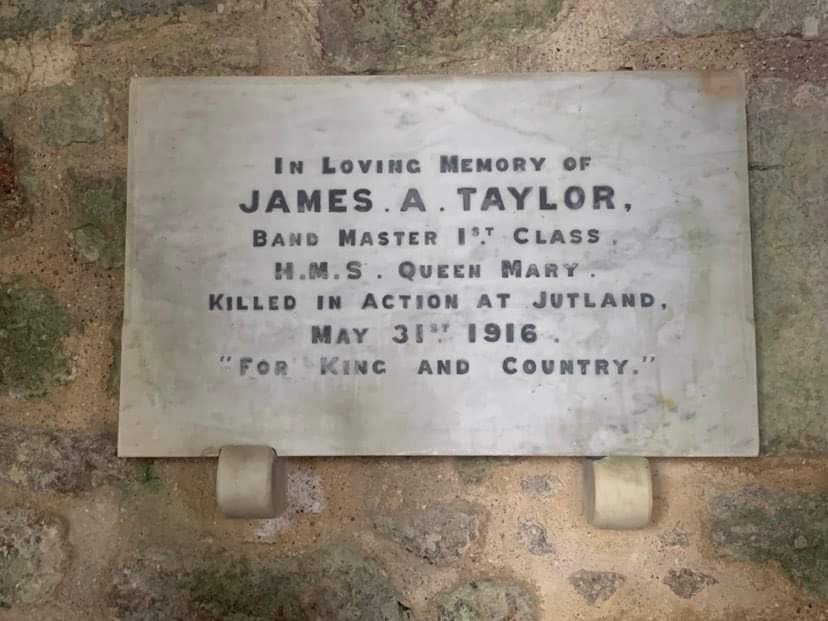 IN LOVING MEMORY OF
JAMES . A . TAYLOR,
BAND MASTER 1ST CLASS,
H.M.S. QUEEN MARY.
KILLED IN ACTION AT JUTLAND,
MAY 31ST 1916.
"FOR KING AND COUNTRY."